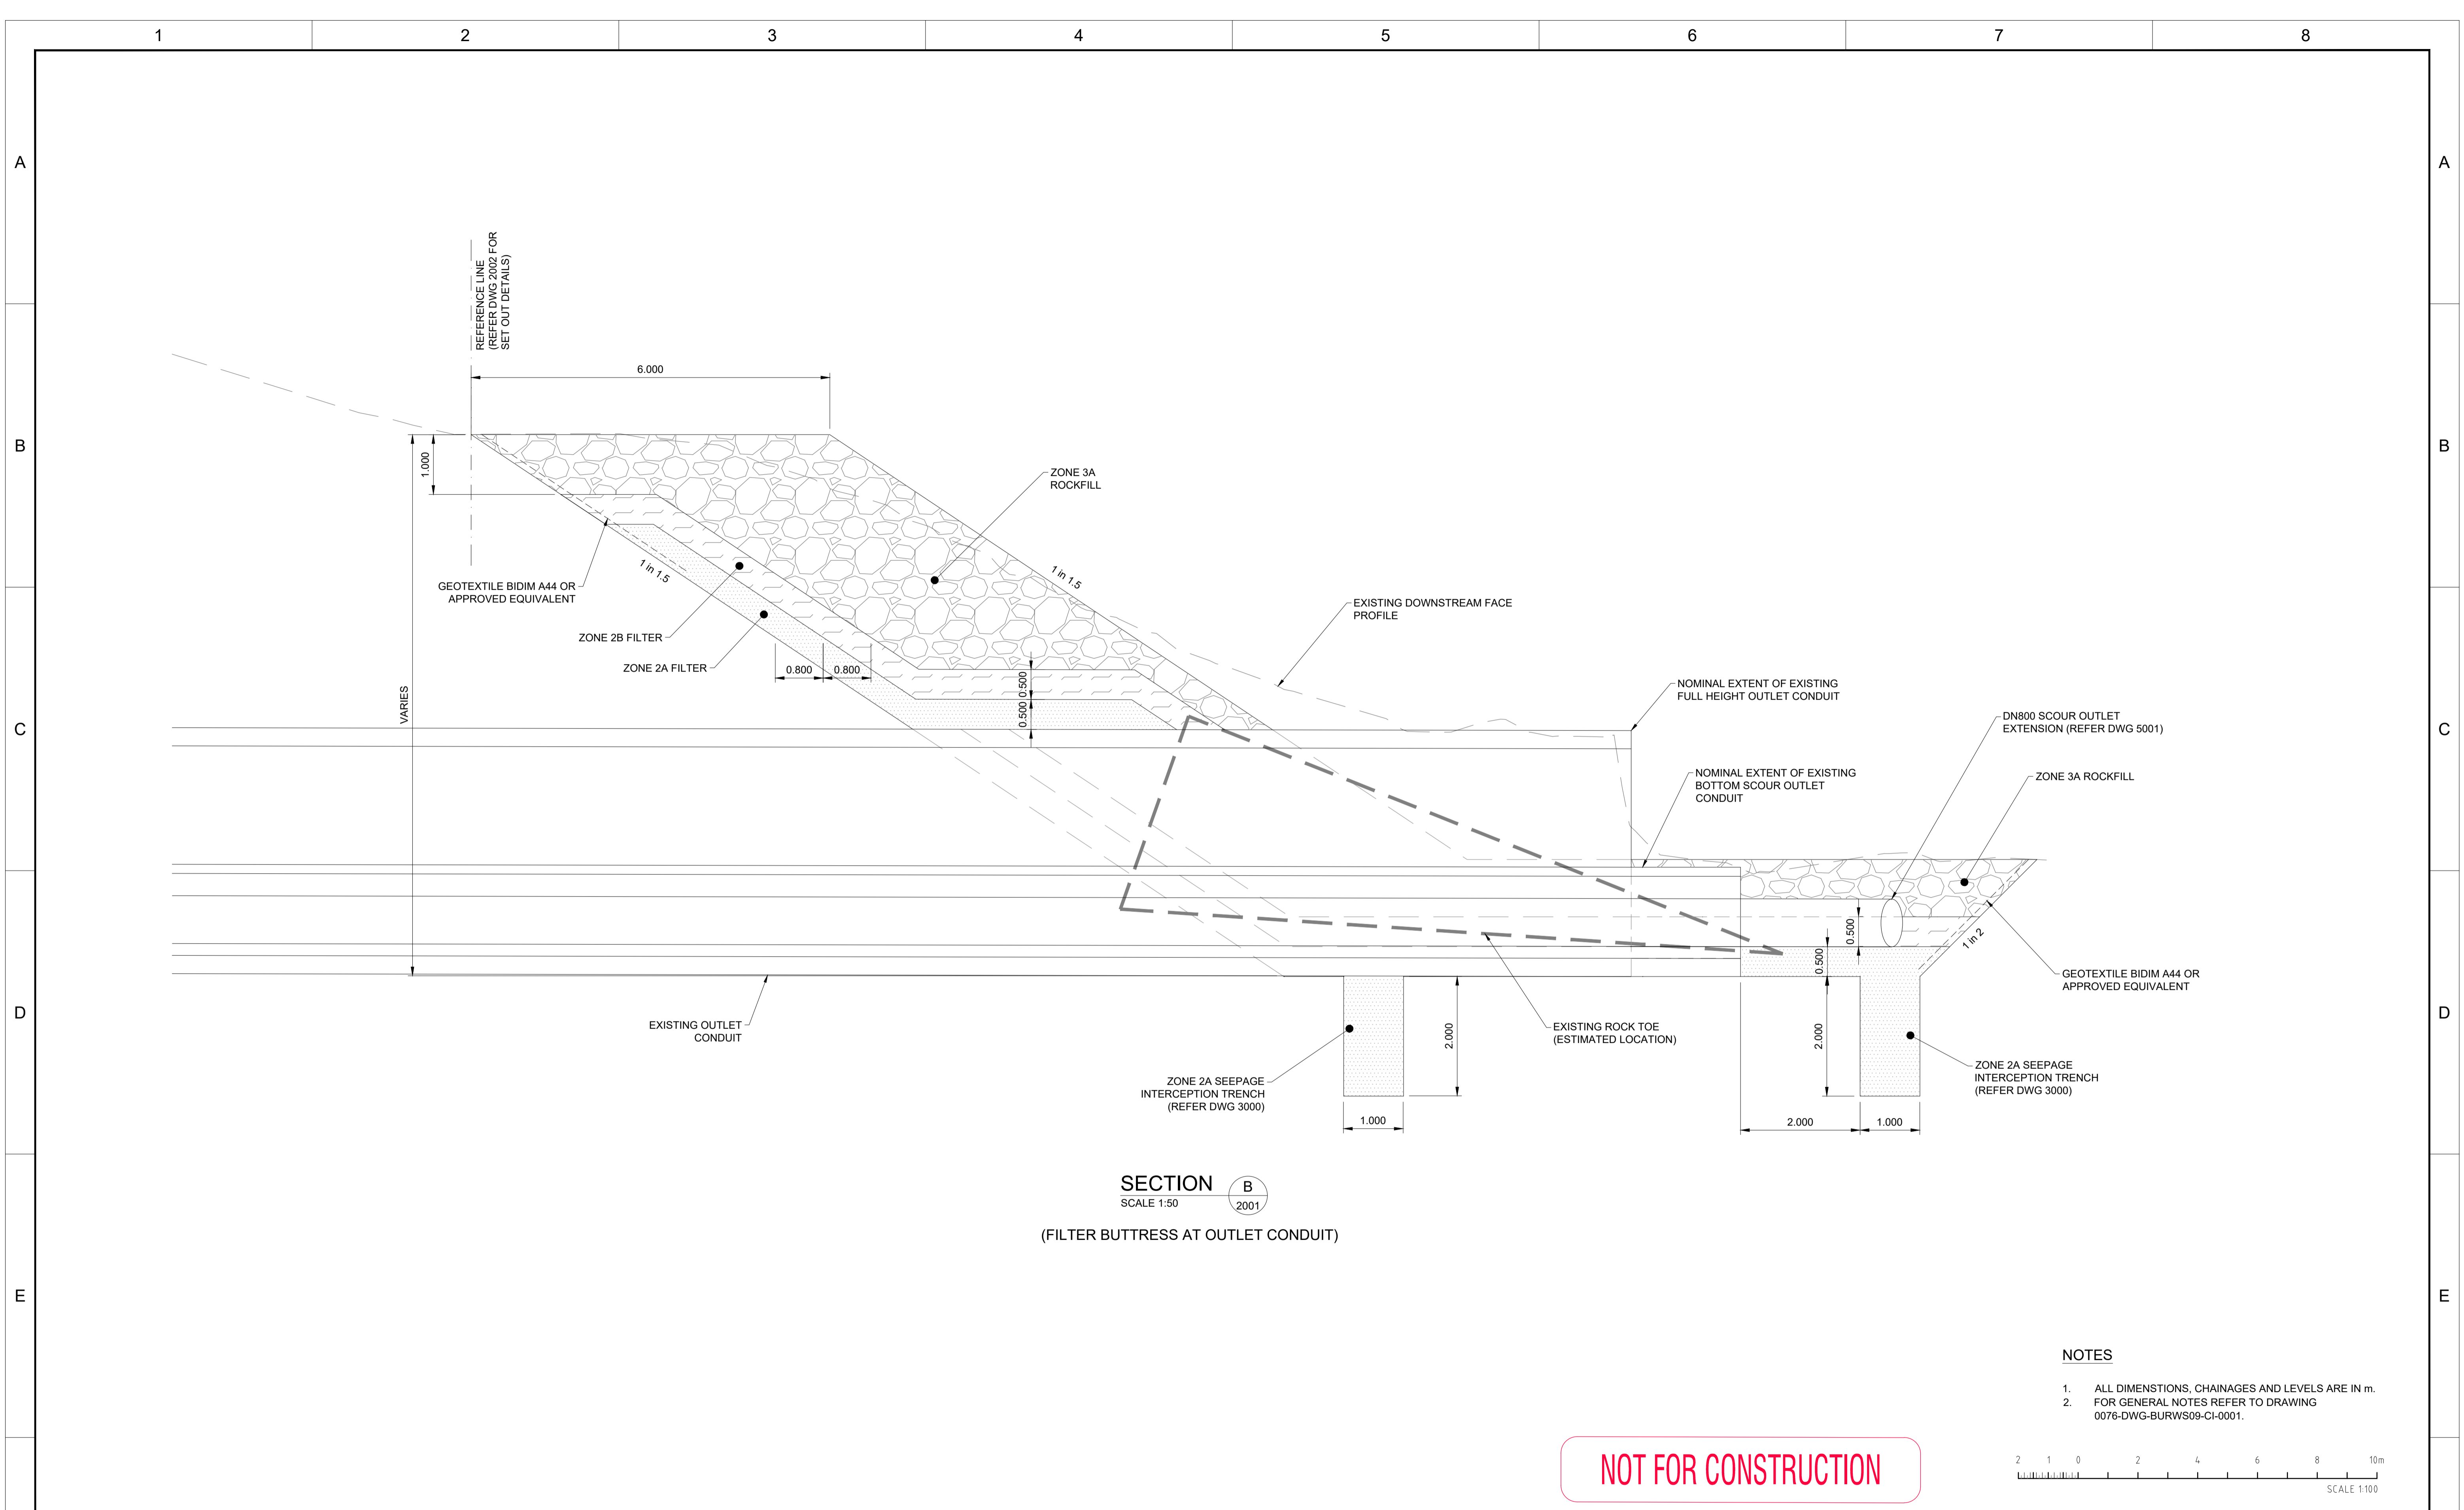 1 2 3 4 5 6 7 8
A A
REFERENCE LINE
(REFER DWG 2002 FOR
SET OUT DETAILS)
6.000
B B
1.000
ZONE 3A
ROCKFILL
1 in 1.5
1 in 1.5
GEOTEXTILE BIDIM A44 OR
APPROVED EQUIVALENT
EXISTING DOWNSTREAM FACE
PROFILE
ZONE 2B FILTER
ZONE 2A FILTER
0.800 0.800
0.500
0.500
VARIES
NOMINAL EXTENT OF EXISTING
FULL HEIGHT OUTLET CONDUIT
DN800 SCOUR OUTLET
EXTENSION (REFER DWG 5001)
C C
NOMINAL EXTENT OF EXISTING
BOTTOM SCOUR OUTLET
CONDUIT
ZONE 3A ROCKFILL
0.500
0.500
1 in 2
GEOTEXTILE BIDIM A44 OR
APPROVED EQUIVALENT
D D
EXISTING OUTLET
CONDUIT
2.000
EXISTING ROCK TOE
(ESTIMATED LOCATION)
2.000
ZONE 2A SEEPAGE
INTERCEPTION TRENCH
(REFER DWG 3000)
ZONE 2A SEEPAGE
INTERCEPTION TRENCH
(REFER DWG 3000)
1.000
2.000 1.000
SECTION B
SCALE 1:50 2001
(FILTER BUTTRESS AT OUTLET CONDUIT)
E E
NOTES
1. ALL DIMENSTIONS, CHAINAGES AND LEVELS ARE IN m.
2. FOR GENERAL NOTES REFER TO DRAWING
0076-DWG-BURWS09-CI-0001.
NOT FOR CONSTRUCTION
2 1 0 2 4 6 8 10m
SCALE 1:100